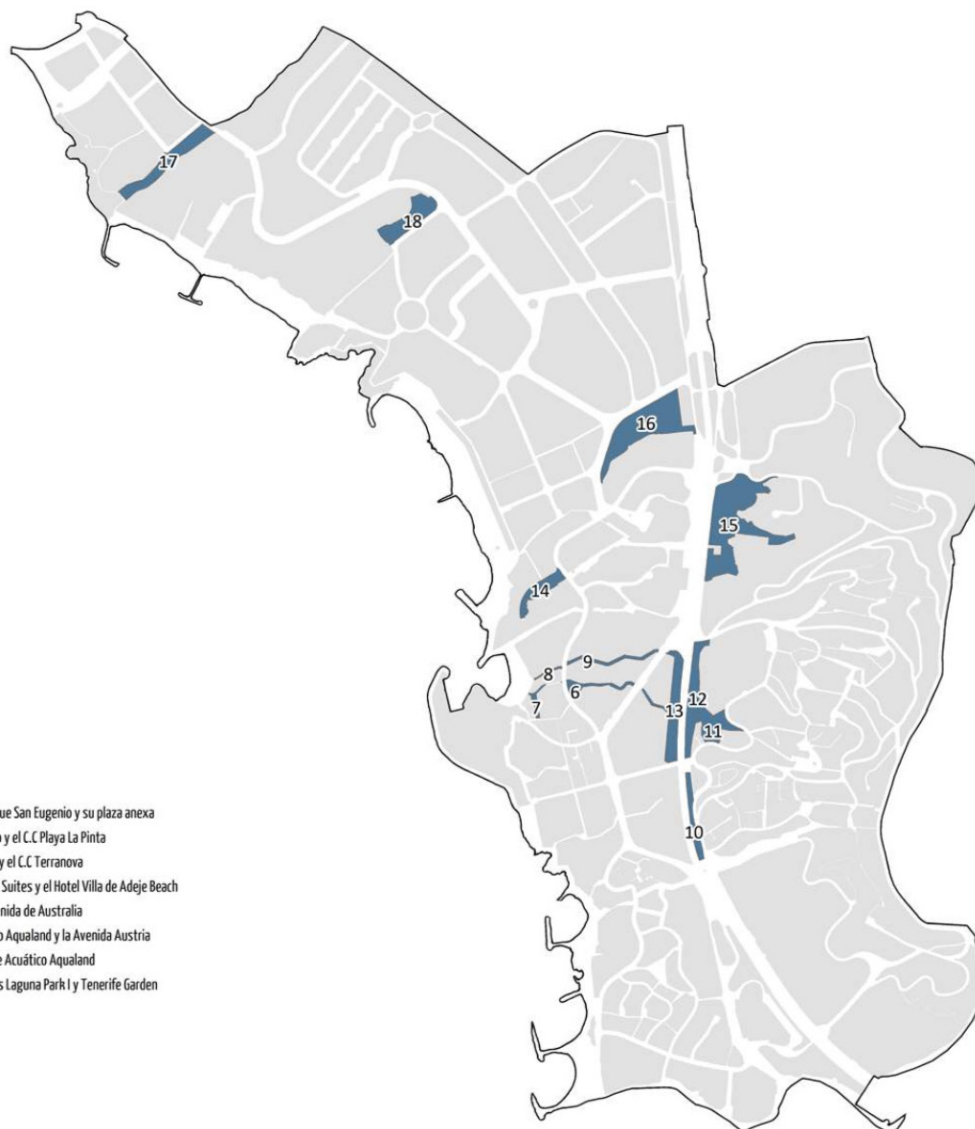 17
18
16
15
14
9
8
6
7
12
13
11
10
ue San Eugenio y su plaza anexa
o y el C.C Playa La Pinta
y el C.C Terranova
Suites y el Hotel Villa de Adeje Beach
nida de Australia
o Aqualand y la Avenida Austria
e Acuático Aqualand
s Laguna Park I y Tenerife Garden